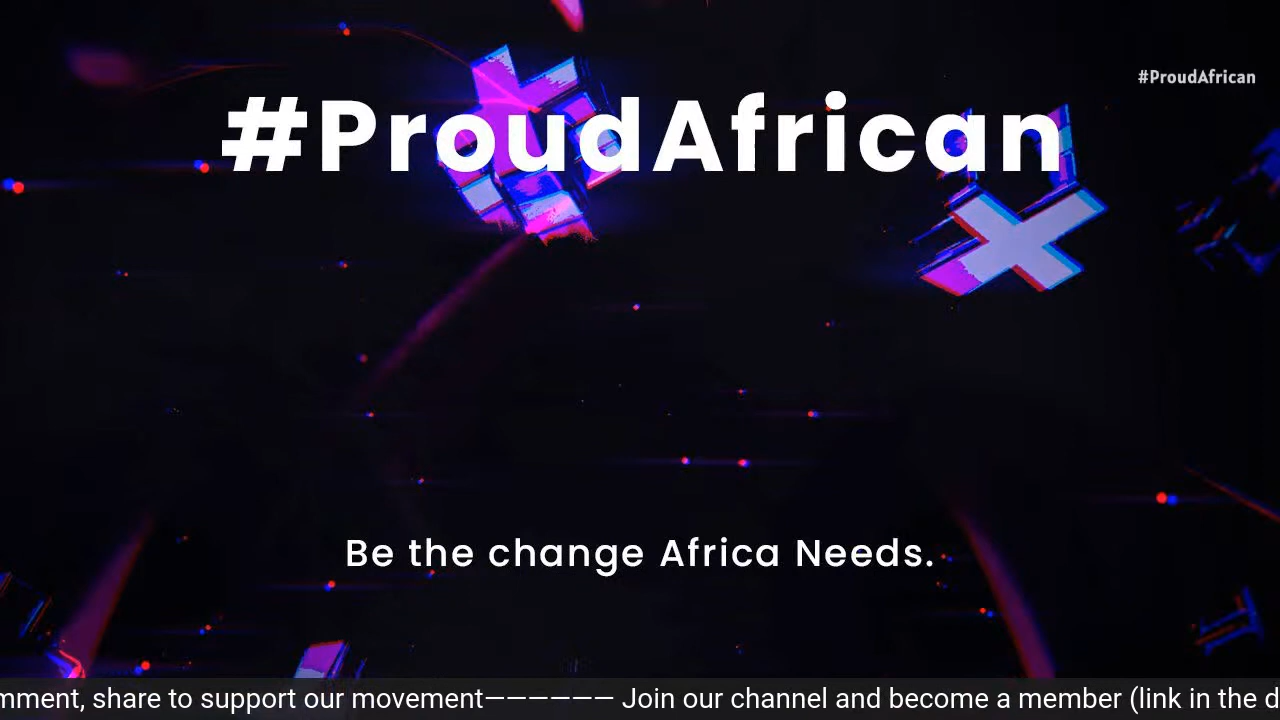 #ProudAfrican
#ProudAfrican
Be the change Africa Needs.
share to support our movement—————— Join our channel and become a member (link in the